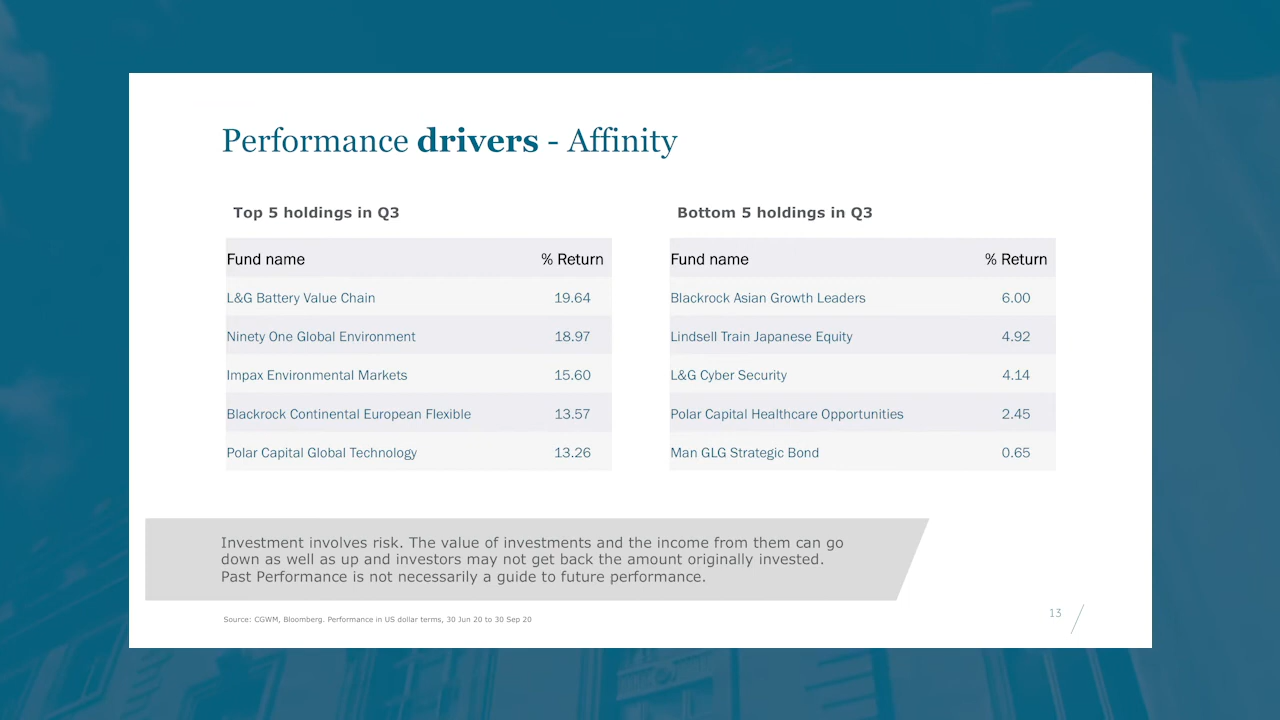 Performance drivers - Affinity
Top 5 holdings in Q3
Fund name % Return
L&G Battery Value Chain 19.64
Ninety One Global Environment 18.97
Impax Environmental Markets 15.60
Blackrock Continental European Flexible 13.57
Polar Capital Global Technology 13.26
Bottom 5 holdings in Q3
Fund name % Return
Blackrock Asian Growth Leaders 6.00
Lindsell Train Japanese Equity 4.92
L&G Cyber Security 4.14
Polar Capital Healthcare Opportunities 2.45
Man GLG Strategic Bond 0.65
Investment involves risk. The value of investments and the income from them can go
down as well as up and investors may not get back the amount originally invested.
Past Performance is not necessarily a guide to future performance.
Source: CGWM, Bloomberg. Performance in US dollar terms, 30 Jun 20 to 30 Sep 20
13